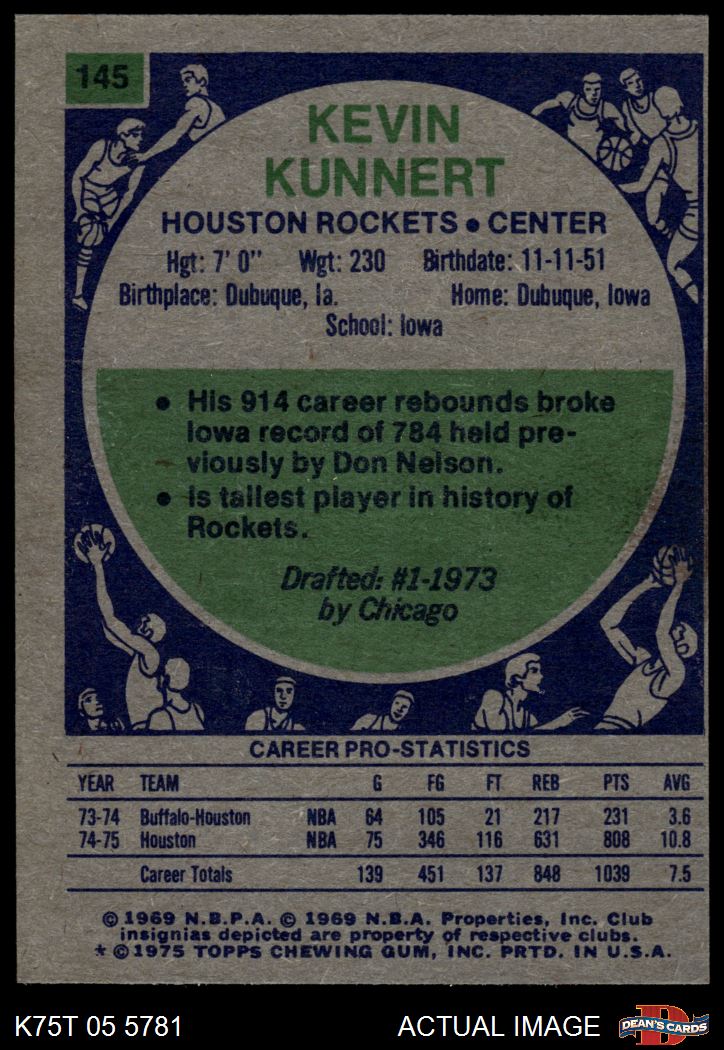 145
KEVIN
KUNNERT
HOUSTON ROCKETS • CENTER
Hgt: 7' 0" Wgt: 230 Birthdate: 11-11-51
Birthplace: Dubuque, Ia. Home: Dubuque, Iowa
School: Iowa
• His 914 career rebounds broke
Iowa record of 784 held pre-
viously by Don Nelson.
• Is tallest player in history of
Rockets.
Drafted: #1-1973
by Chicago
CAREER PRO-STATISTICS
YEAR TEAM G FG FT REB PTS AVG
73-74 Buffalo-Houston NBA 64 105 21 217 231 3.6
74-75 Houston NBA 75 346 116 631 808 10.8
Career Totals 139 451 137 848 1039 7.5
© 1969 N.B.P.A. © 1969 N.B.A. Properties, Inc. Club
insignias depicted are property of respective clubs.
* © 1975 TOPPS CHEWING GUM, INC. PRTD. IN U.S.A.
K75T 05 5781 ACTUAL IMAGE D DEAN'S CARDS